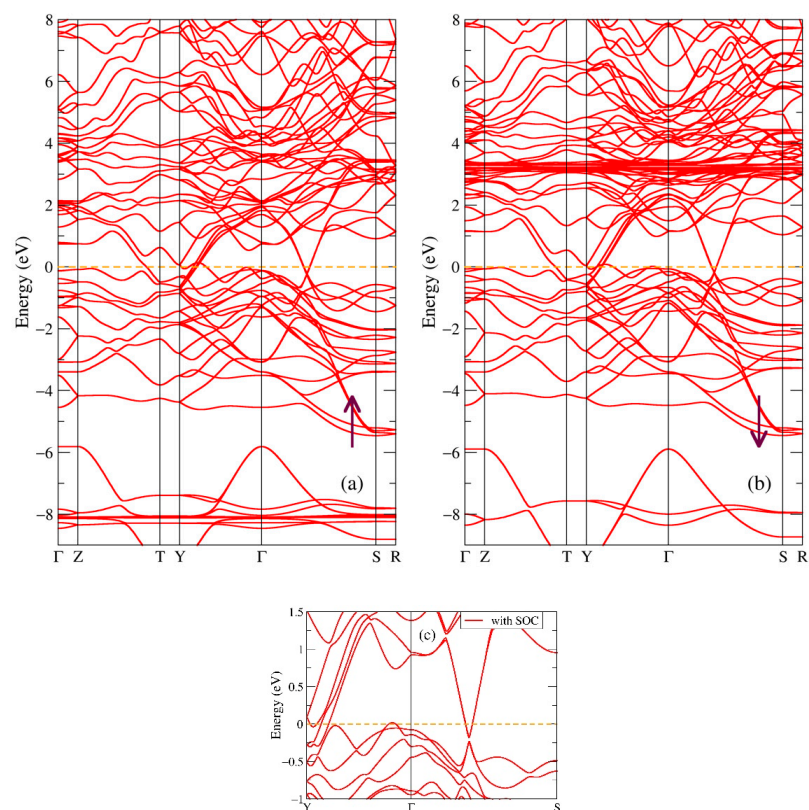 8
6
4
2
0
−2
−4
−6
−8
Energy (eV)
(a)
Γ Z T Y Γ S R
8
6
4
2
0
−2
−4
−6
−8
Energy (eV)
(b)
Γ Z T Y Γ S R
1.5
1
0.5
0
-0.5
-1
Energy (eV)
(c)
with SOC
Y Γ S